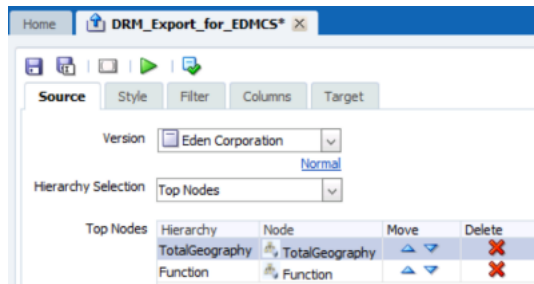 Home DRM_Export_for_EDMCS*
Source Style Filter Columns Target
Version Eden Corporation
Normal
Hierarchy Selection Top Nodes
Top Nodes Hierarchy Node Move Delete
TotalGeography TotalGeography
Function Function